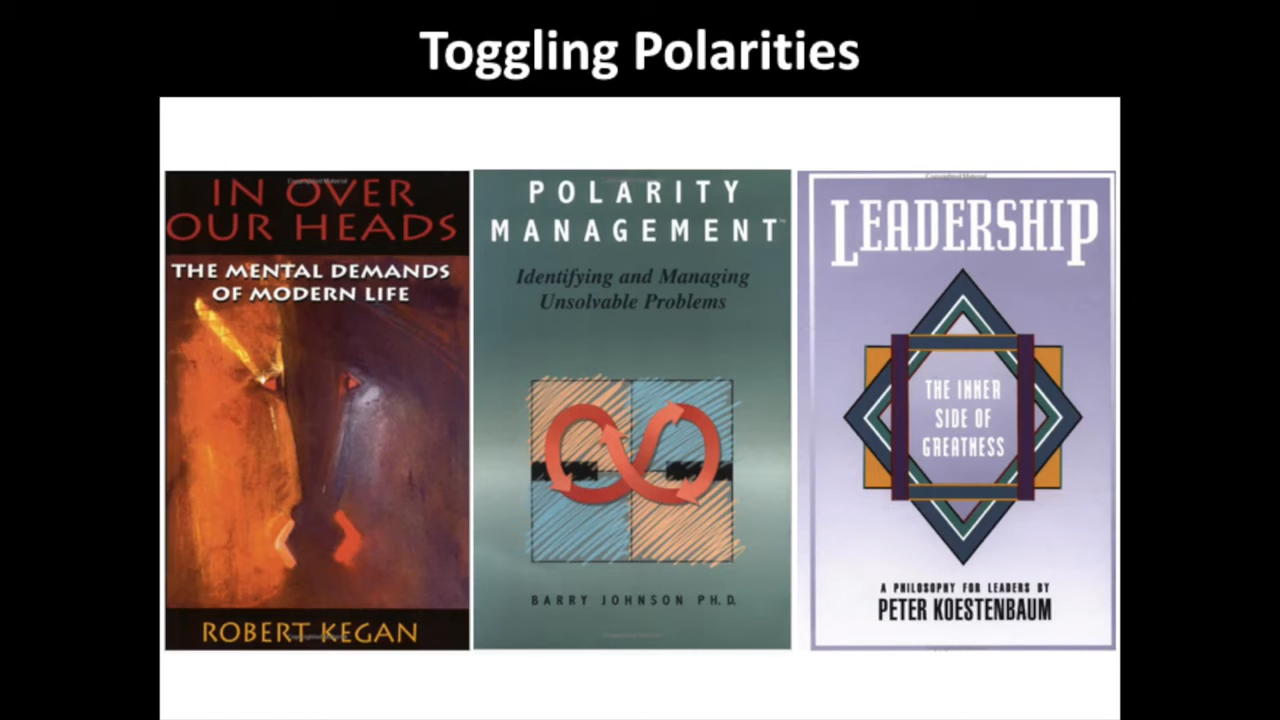 Toggling Polarities
IN OVER
OUR HEADS
THE MENTAL DEMANDS
OF MODERN LIFE
ROBERT KEGAN
POLARITY
MANAGEMENT™
Identifying and Managing
Unsolvable Problems
BARRY JOHNSON PH.D.
LEADERSHIP
THE INNER
SIDE OF
GREATNESS
A PHILOSOPHY FOR LEADERS BY
PETER KOESTENBAUM